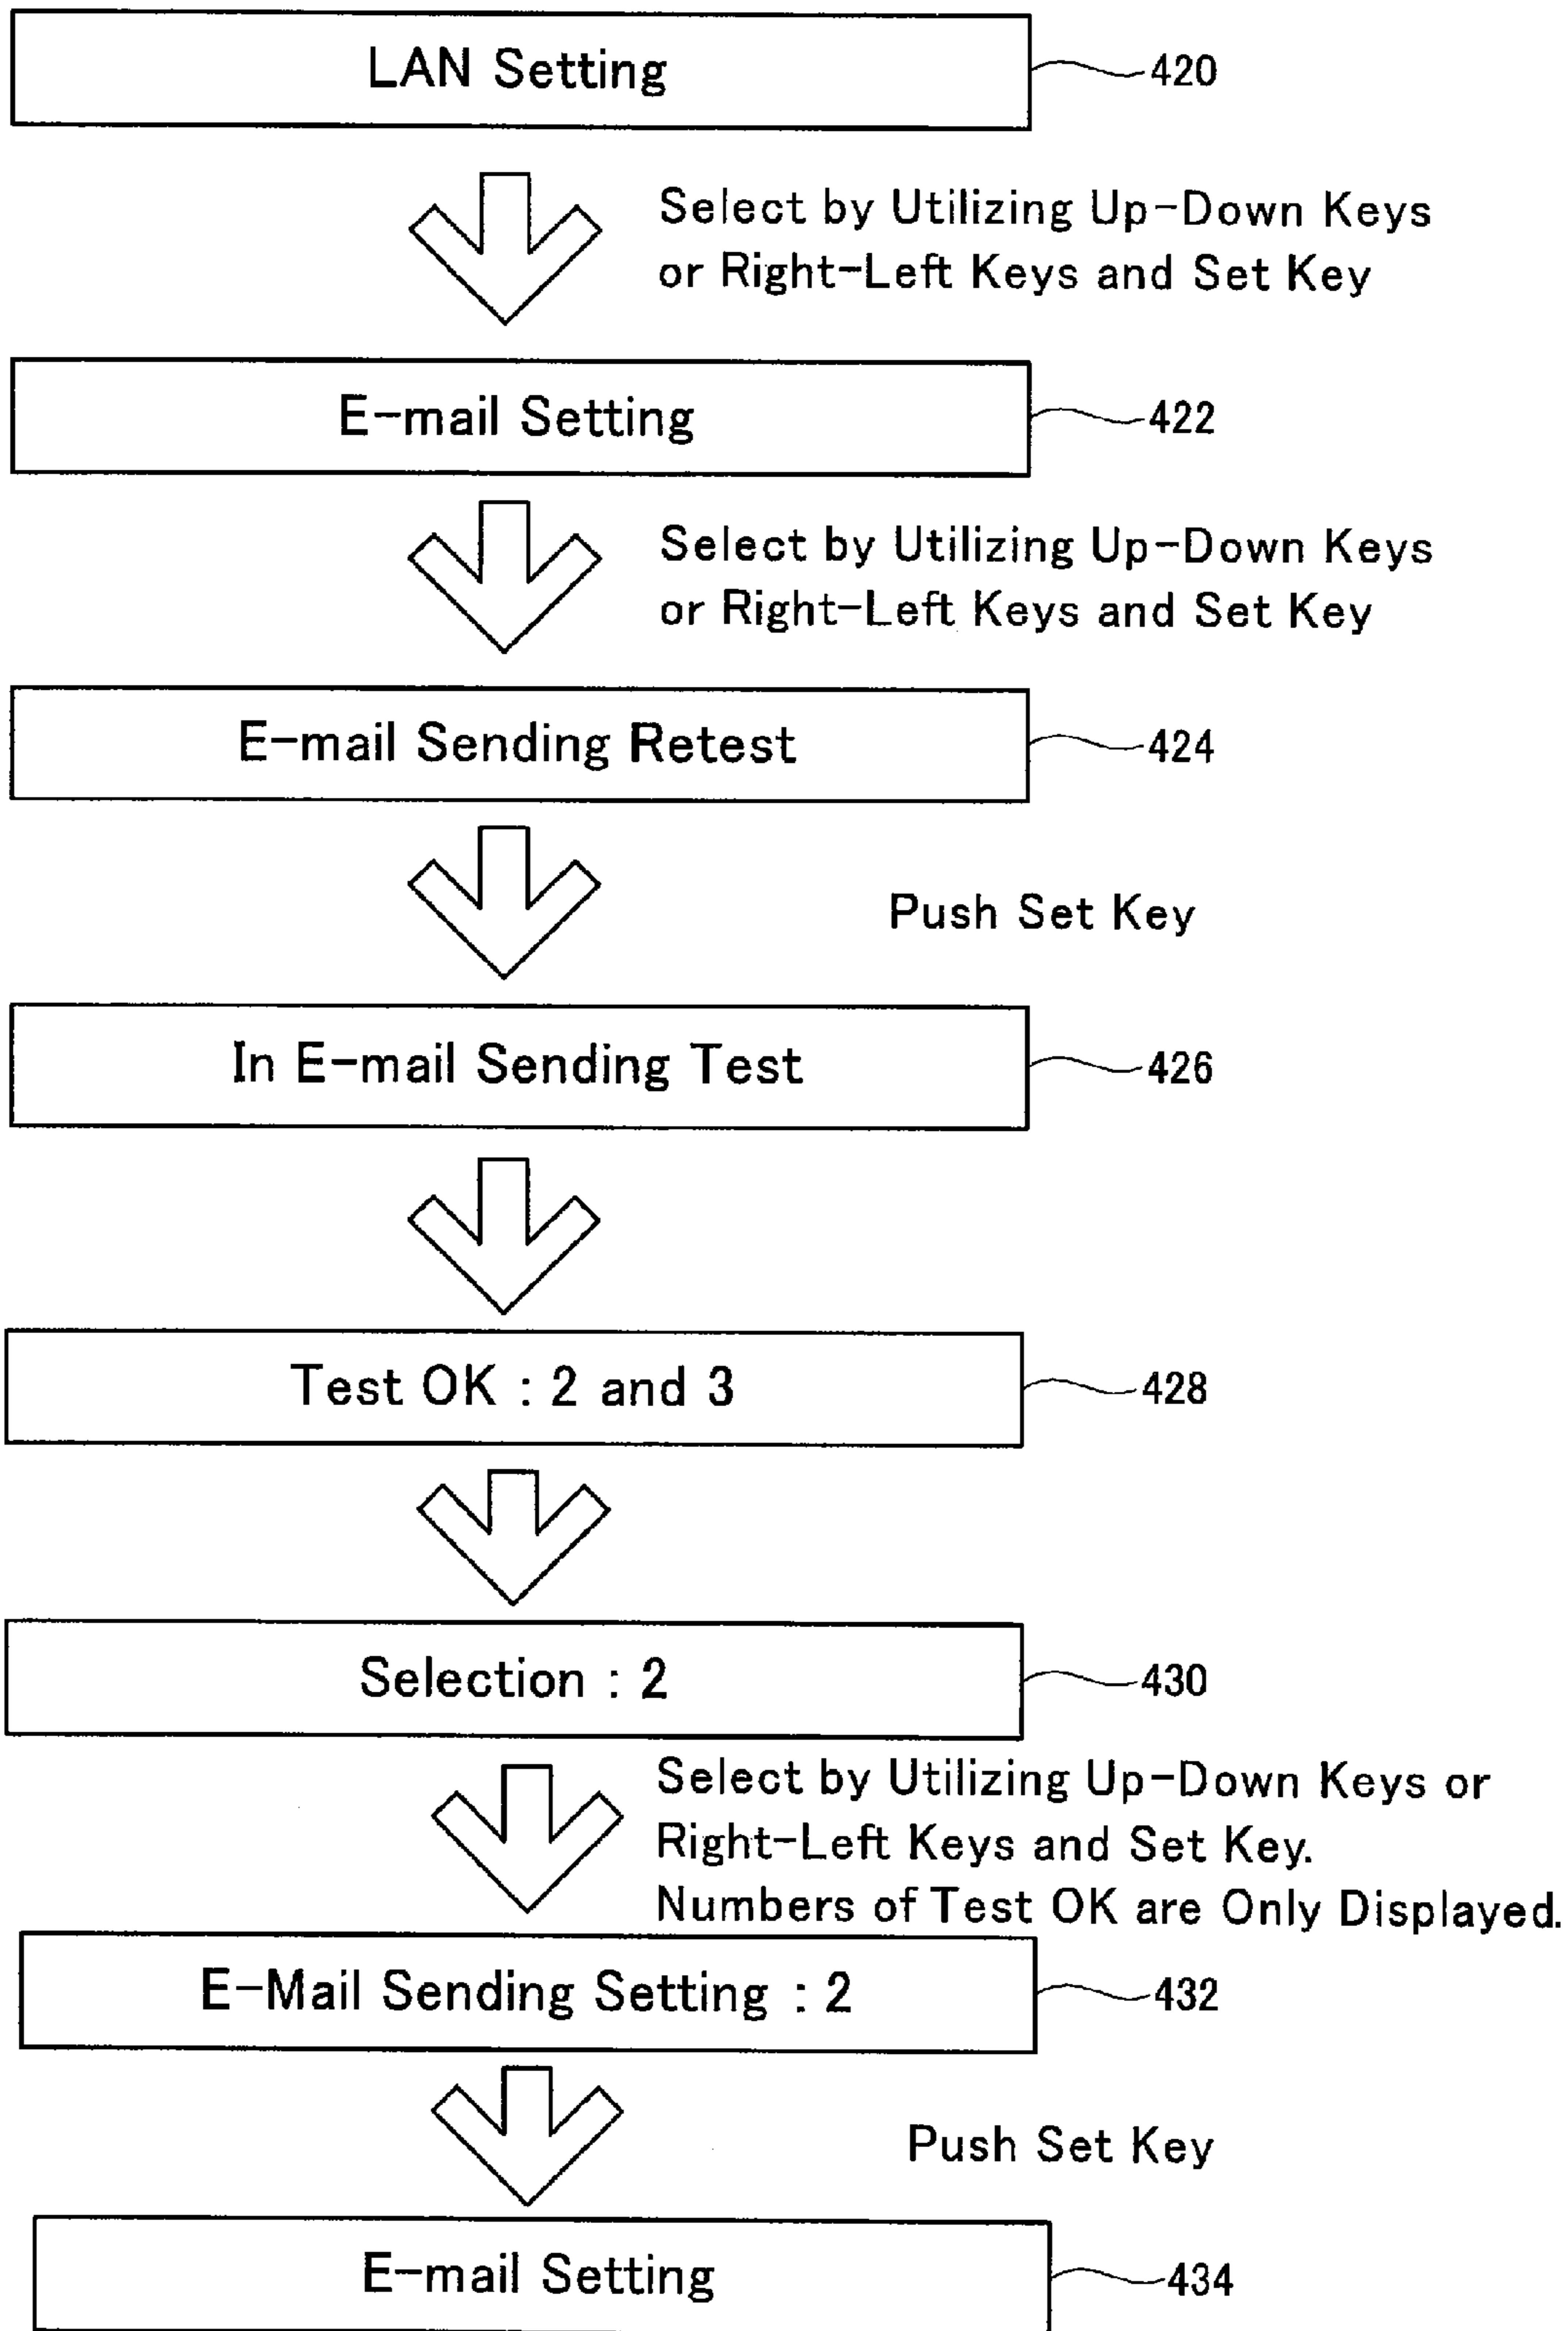 LAN Setting
420
Select by Utilizing Up-Down Keys
or Right-Left Keys and Set Key
E-mail Setting
422
Select by Utilizing Up-Down Keys
or Right-Left Keys and Set Key
E-mail Sending Retest
424
Push Set Key
In E-mail Sending Test
426
Test OK : 2 and 3
428
Selection : 2
430
Select by Utilizing Up-Down Keys or
Right-Left Keys and Set Key.
Numbers of Test OK are Only Displayed.
E-Mail Sending Setting : 2
432
Push Set Key
E-mail Setting
434